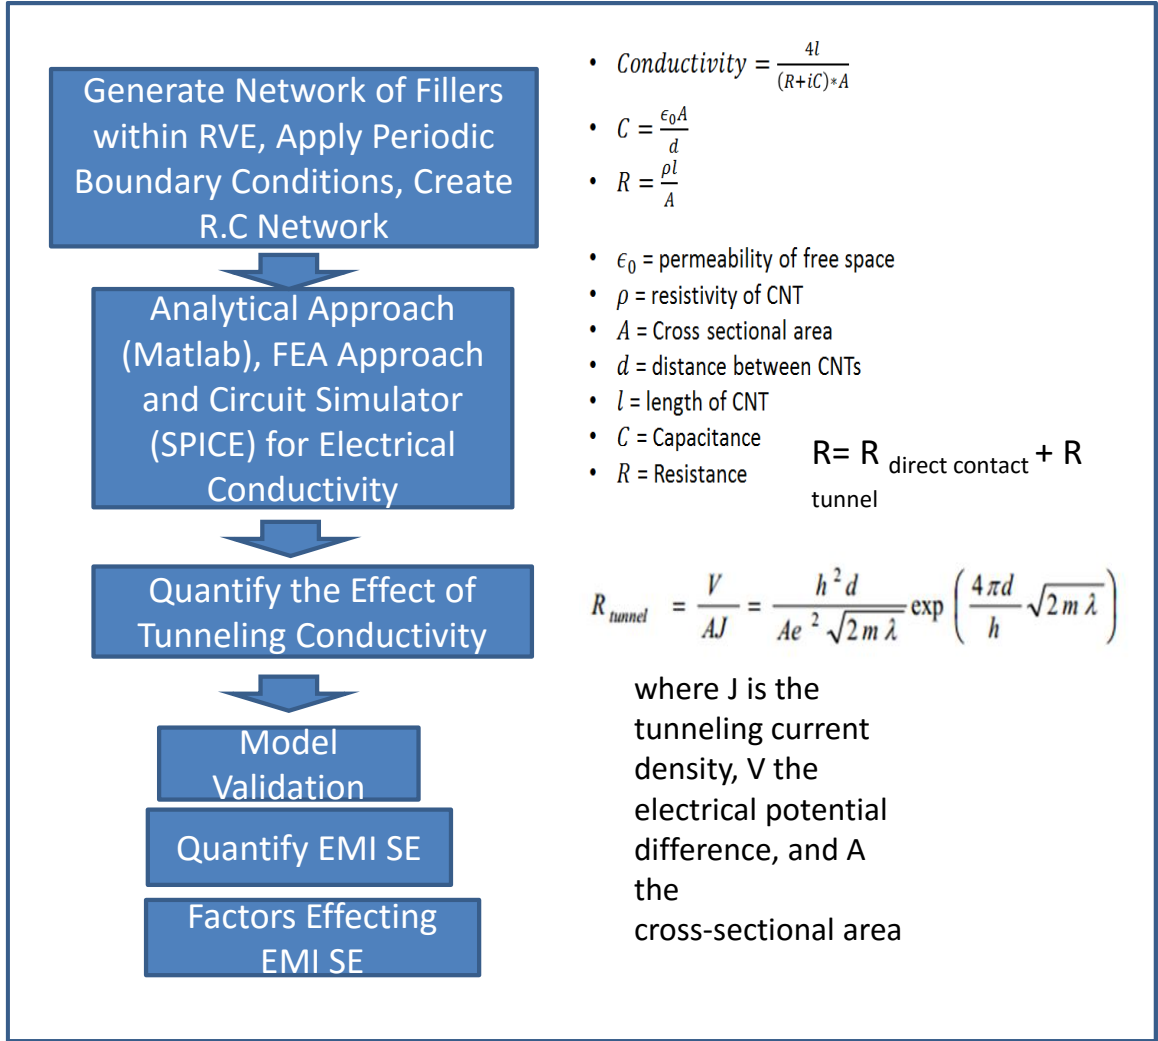 Generate Network of Fillers
within RVE, Apply Periodic
Boundary Conditions, Create
R.C Network
Analytical Approach
(Matlab), FEA Approach
and Circuit Simulator
(SPICE) for Electrical
Conductivity
Quantify the Effect of
Tunneling Conductivity
Model
Validation
Quantify EMI SE
Factors Effecting
EMI SE
• Conductivity = 4l / (R+iC)*A
• C = ϵ₀A / d
• R = ρl / A
• ϵ₀ = permeability of free space
• ρ = resistivity of CNT
• A = Cross sectional area
• d = distance between CNTs
• l = length of CNT
• C = Capacitance
• R = Resistance
R= R direct contact + R
tunnel
R tunnel = V / AJ = h² d / Ae² √(2mλ) exp ( 4πd / h √(2mλ) )
where J is the
tunneling current
density, V the
electrical potential
difference, and A
the
cross-sectional area